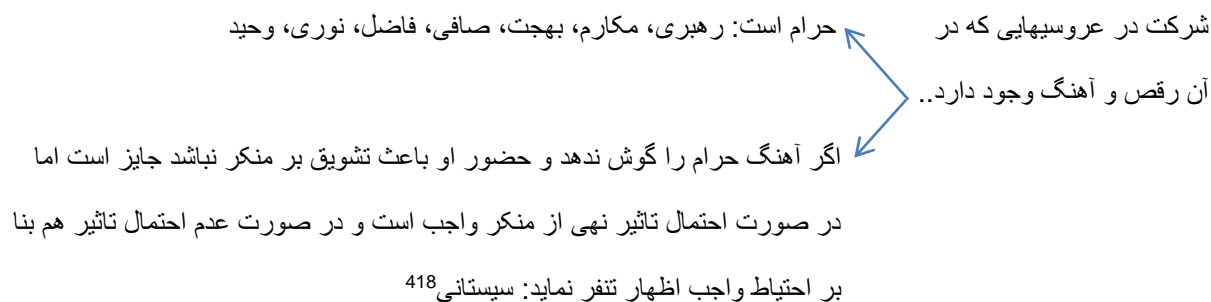 شرکت در عروسیهایی که در
آن رقص و آهنگ وجود دارد..
حرام است: رهبری، مکارم، بهجت، صافی، فاضل، نوری، وحید
اگر آهنگ حرام را گوش ندهد و حضور او باعث تشویق بر منکر نباشد جایز است اما
در صورت احتمال تاثیر نهی از منکر واجب است و در صورت عدم احتمال تاثیر هم بنا
بر احتیاط واجب اظهار تنفر نماید: سیستانی418